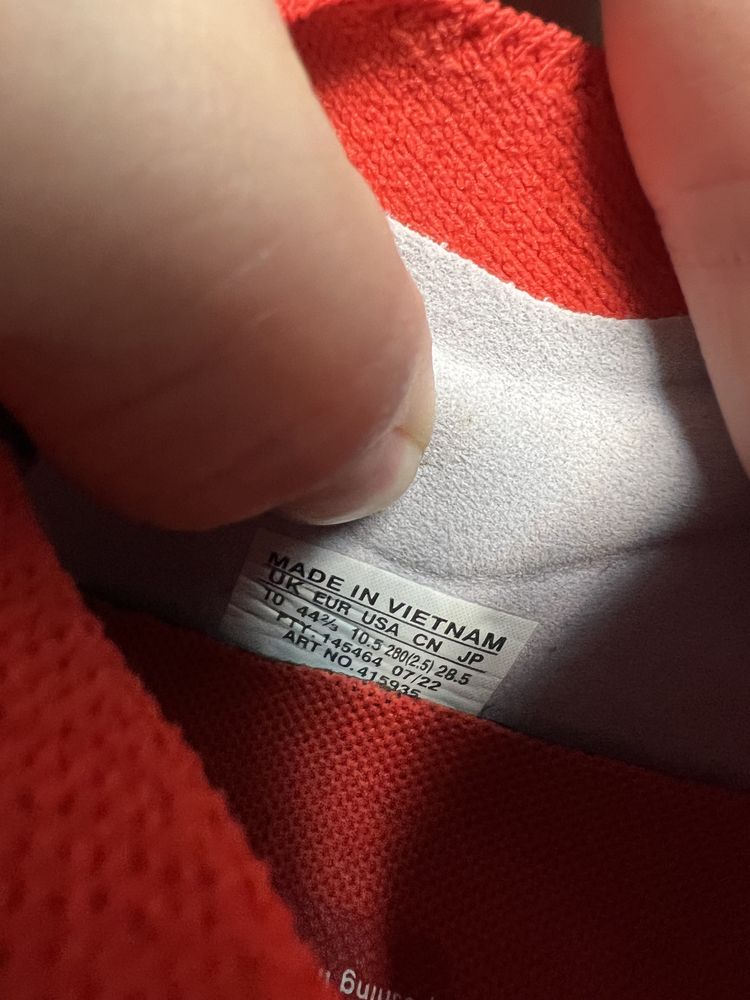 MADE IN VIETNAM
UK EUR USA CN JP
10 44⅔ 10.5 280(2.5) 28.5
FTY. 145464 07/22
ART NO. 415935